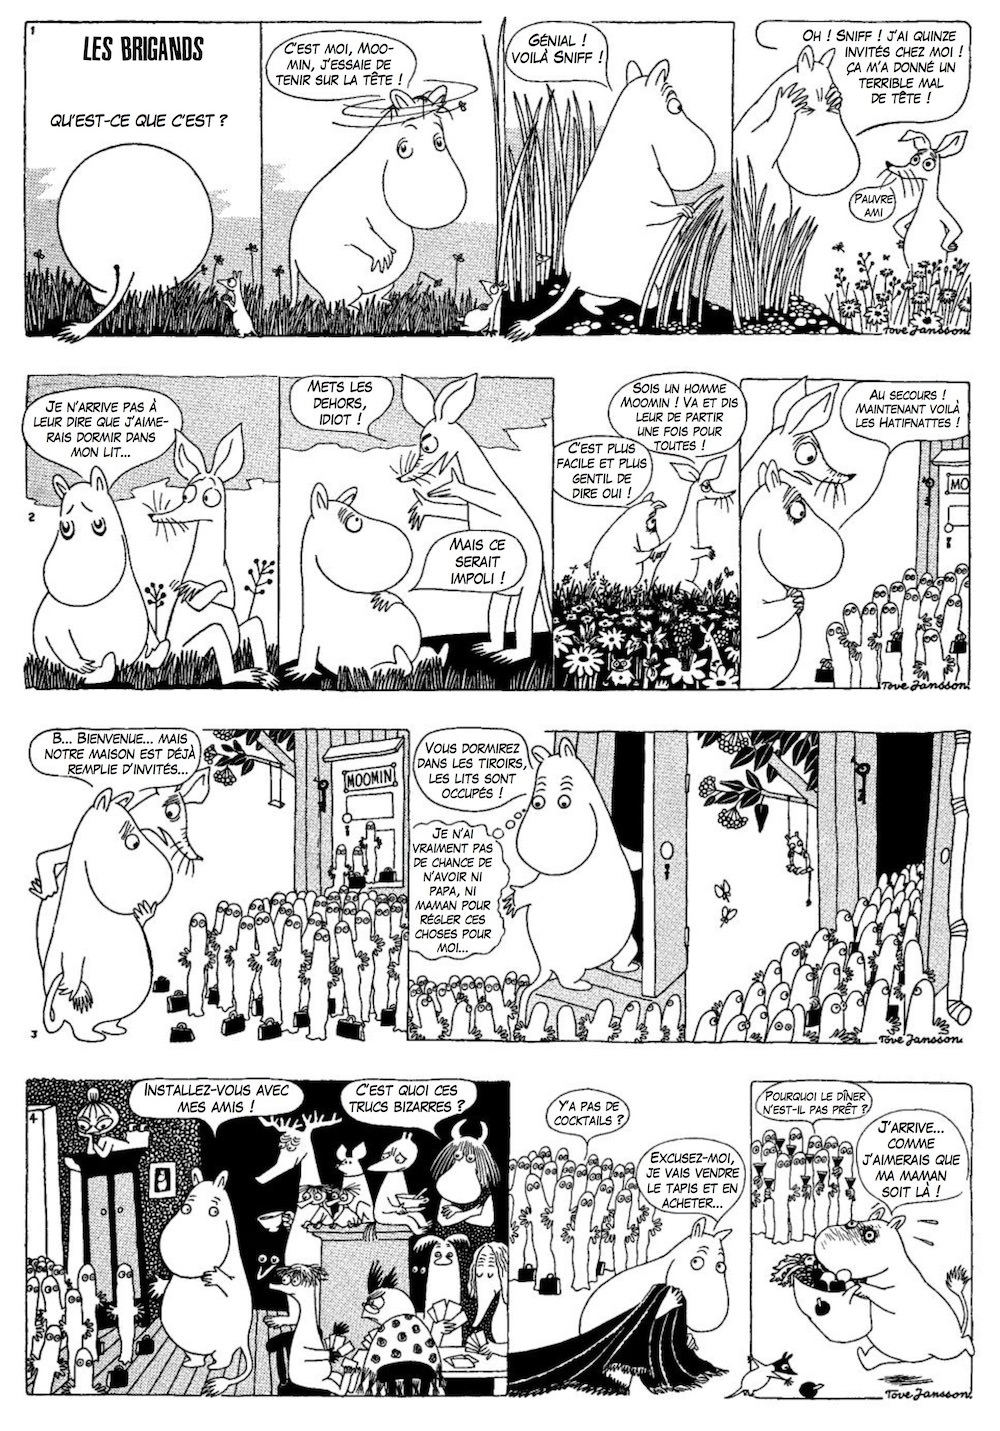 1
LES BRIGANDS
QU'EST-CE QUE C'EST ?
C'EST MOI, MOO-
MIN, J'ESSAIE DE
TENIR SUR LA TÊTE !
GÉNIAL !
VOILÀ SNIFF !
OH ! SNIFF ! J'AI QUINZE
INVITÉS CHEZ MOI !
ÇA M'A DONNÉ UN
TERRIBLE MAL
DE TÊTE !
PAUVRE
AMI
TOVE JANSSON
2
JE N'ARRIVE PAS À
LEUR DIRE QUE J'AIME-
RAIS DORMIR DANS
MON LIT...
METS LES
DEHORS,
IDIOT !
MAIS CE
SERAIT
IMPOLI !
SOIS UN HOMME
MOOMIN ! VA ET DIS
LEUR DE PARTIR
UNE FOIS POUR
TOUTES !
C'EST PLUS
FACILE ET PLUS
GENTIL DE
DIRE OUI !
AU SECOURS !
MAINTENANT VOILÀ
LES HATIFNATTES !
MO
TOVE JANSSON
3
B... BIENVENUE... MAIS
NOTRE MAISON EST DÉJÀ
REMPLIE D'INVITÉS...
MOOMIN
VOUS DORMIREZ
DANS LES TIROIRS,
LES LITS SONT
OCCUPÉS !
JE N'AI
VRAIMENT PAS
DE CHANCE DE
N'AVOIR NI
PAPA, NI
MAMAN POUR
RÉGLER CES
CHOSES POUR
MOI...
TOVE JANSSON
4
INSTALLEZ-VOUS AVEC
MES AMIS !
C'EST QUOI CES
TRUCS BIZARRES ?
Y'A PAS DE
COCKTAILS ?
EXCUSEZ-MOI,
JE VAIS VENDRE
LE TAPIS ET EN
ACHETER...
POURQUOI LE DÎNER
N'EST-IL PAS PRÊT ?
J'ARRIVE...
COMME
J'AIMERAIS QUE
MA MAMAN
SOIT LÀ !
TOVE JANSSON